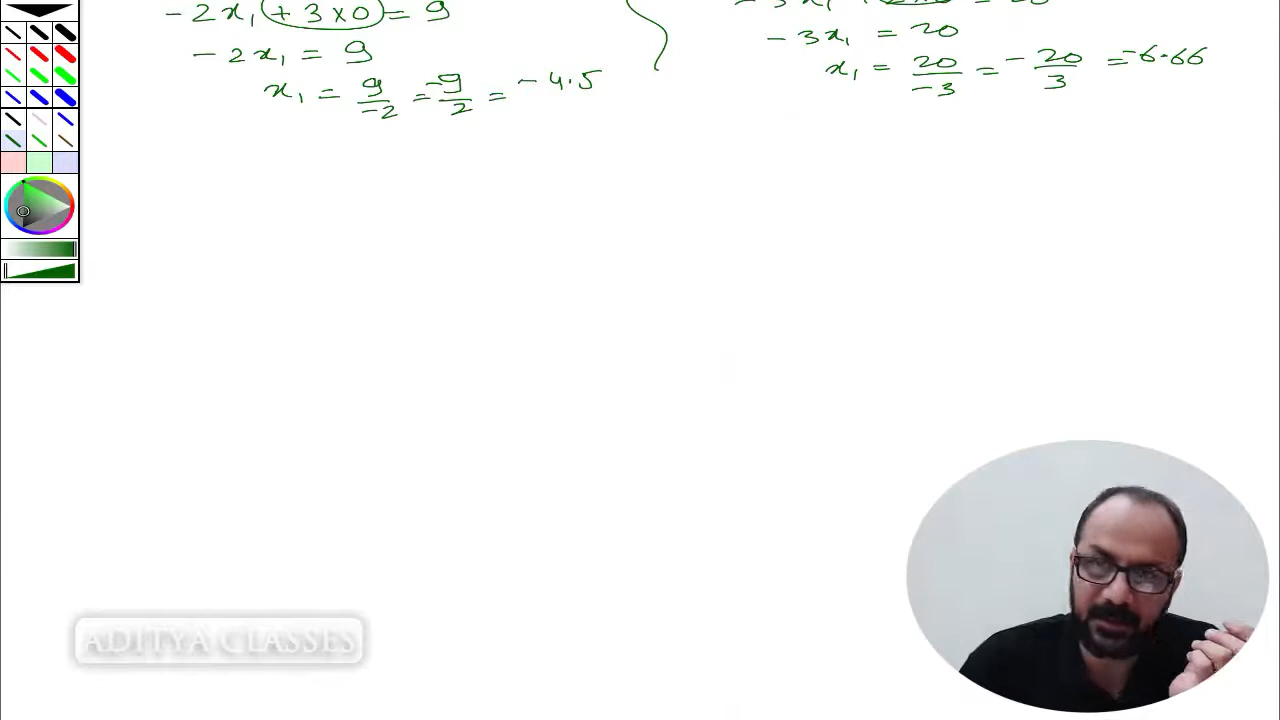 -2x₁ + 3×0 = 9
-2x₁ = 9
x₁ = 9/-2 = -9/2 = -4.5
-3x₁ = 20
x₁ = 20/-3 = -20/3 = -6.66
ADITYA CLASSES